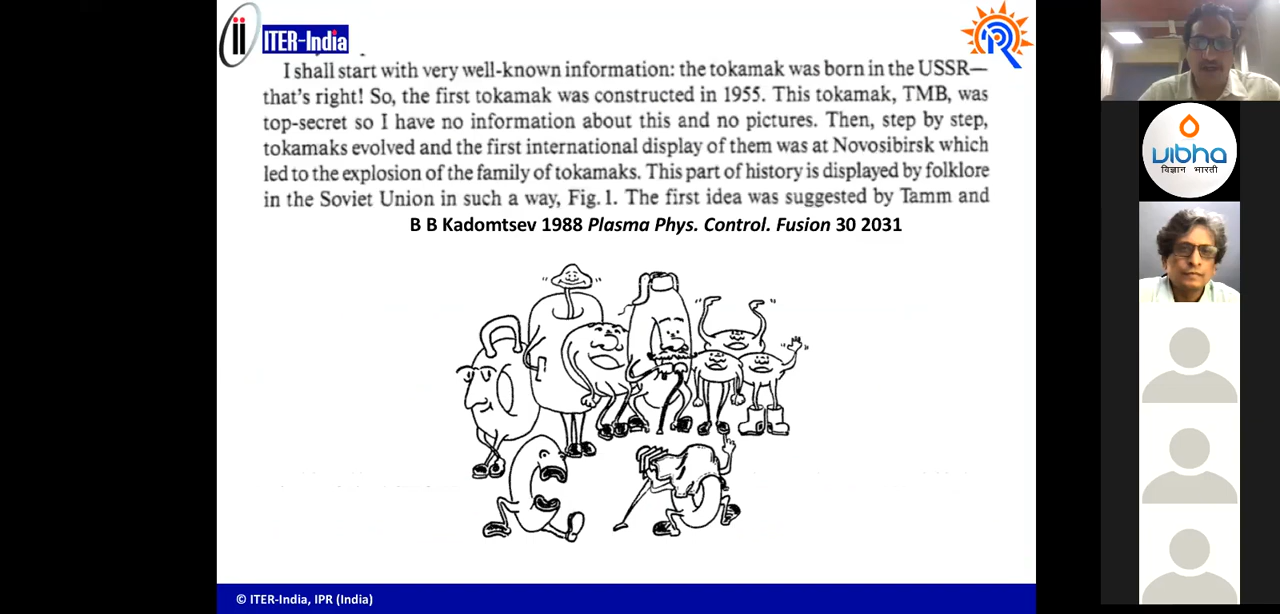 ii ITER-India
I shall start with very well-known information: the tokamak was born in the USSR—
that's right! So, the first tokamak was constructed in 1955. This tokamak, TMB, was
top-secret so I have no information about this and no pictures. Then, step by step,
tokamaks evolved and the first international display of them was at Novosibirsk which
led to the explosion of the family of tokamaks. This part of history is displayed by folklore
in the Soviet Union in such a way, Fig. 1. The first idea was suggested by Tamm and
B B Kadomtsev 1988 Plasma Phys. Control. Fusion 30 2031
© ITER-India, IPR (India)
vibha
विज्ञान भारती